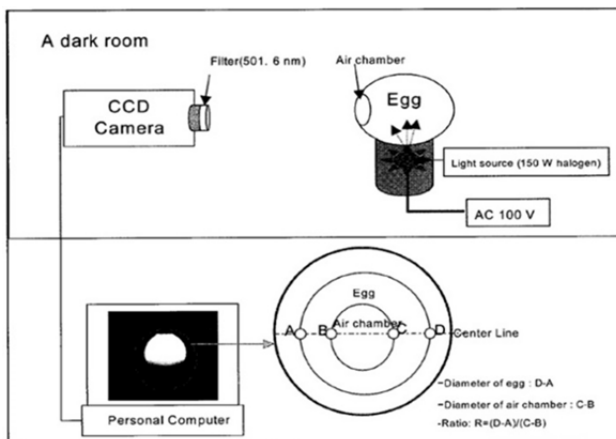 A dark room
Filter(501. 6 nm)
Air chamber
CCD
Camera
Egg
Light source (150 W halogen)
AC 100 V
Egg
Air chamber
A B C D Center Line
−Diameter of egg : D-A
−Diameter of air chamber : C-B
-Ratio: R=(D-A)/(C-B)
Personal Computer